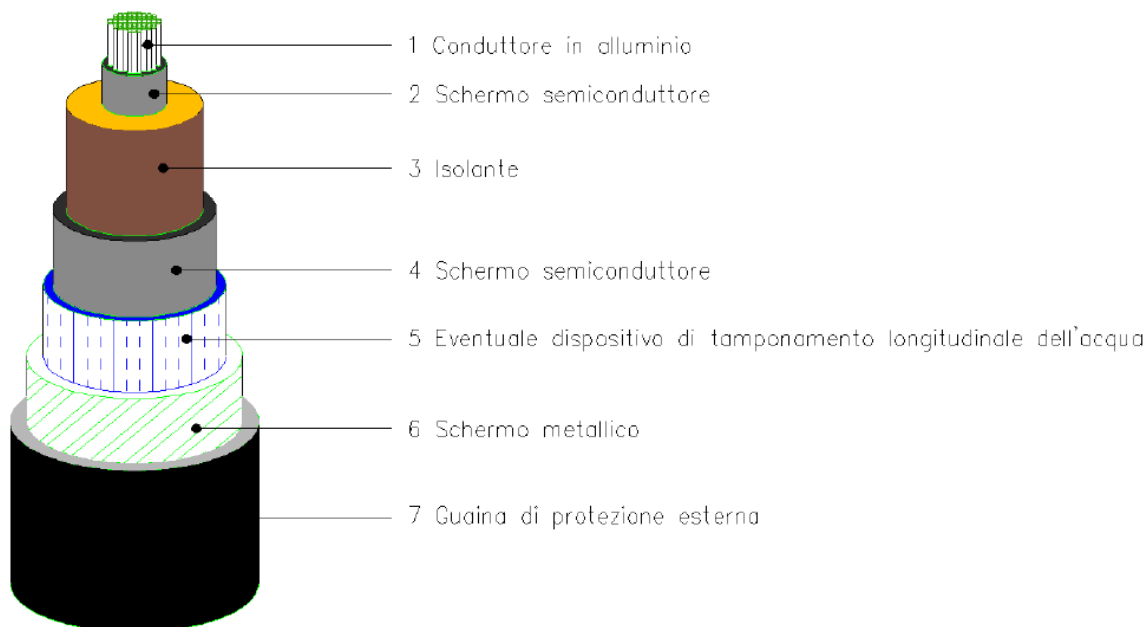 1 Conduttore in alluminio
2 Schermo semiconduttore
3 Isolante
4 Schermo semiconduttore
5 Eventuale dispositivo di tamponamento longitudinale dell'acqua
6 Schermo metallico
7 Guaina di protezione esterna